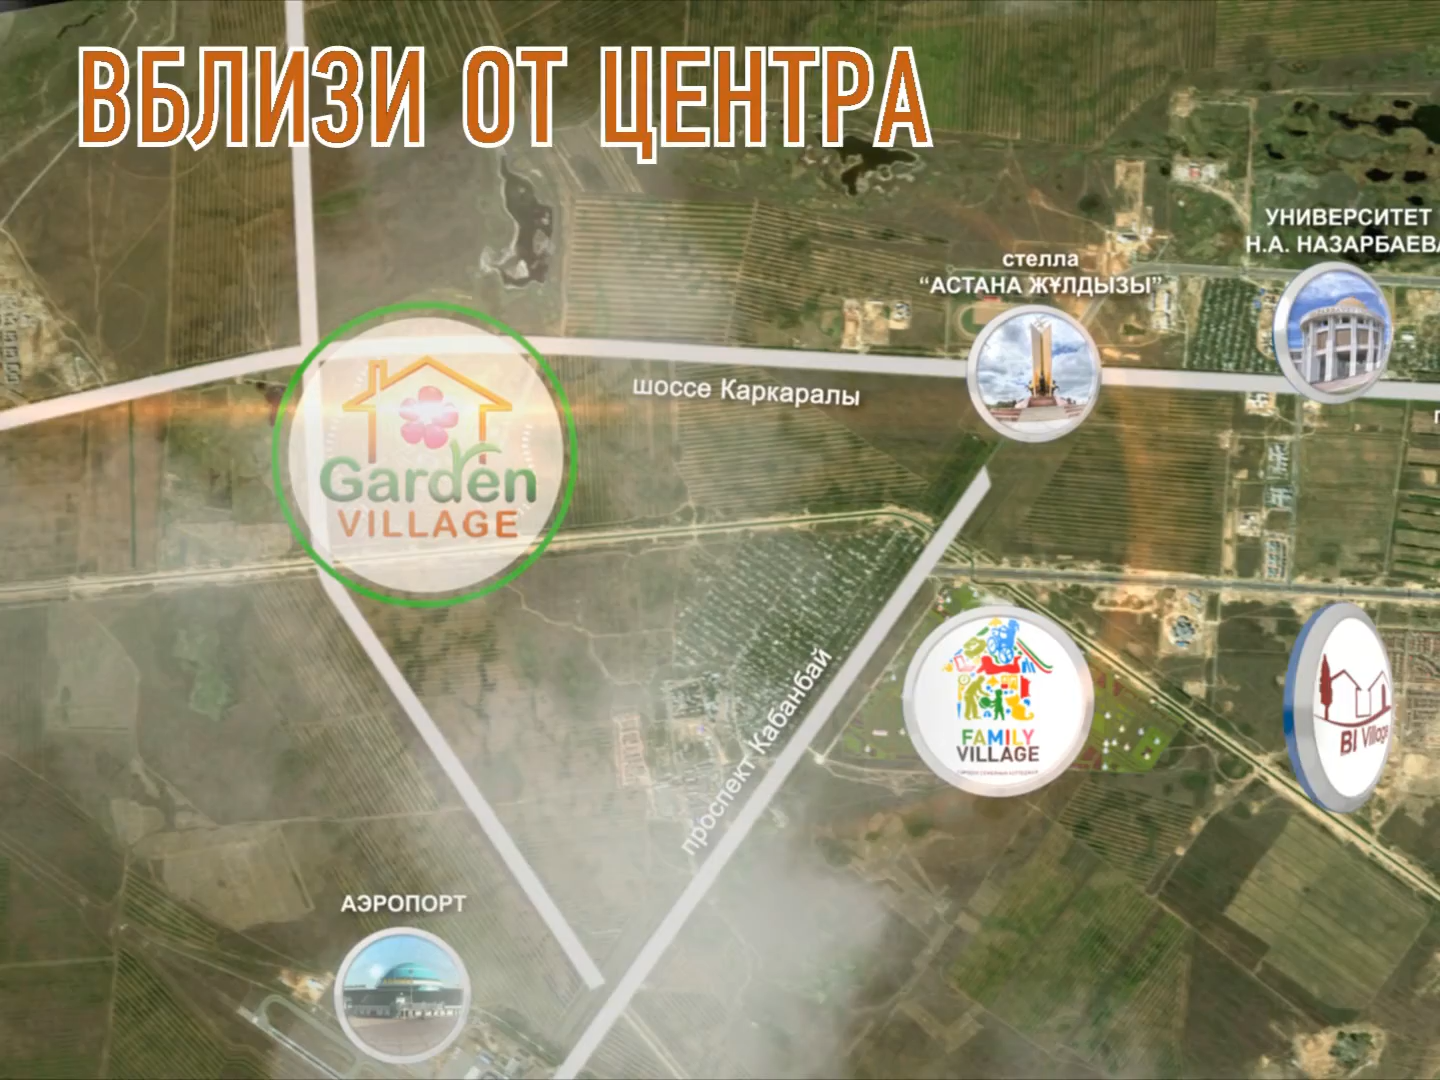 ВБЛИЗИ ОТ ЦЕНТРА
УНИВЕРСИТЕТ
Н.А. НАЗАРБАЕВА
стелла
“АСТАНА ЖҰЛДЫЗЫ”
шоссе Каркаралы
Garden
VILLAGE
проспект Кабанбай
FAMILY
VILLAGE
BI Village
АЭРОПОРТ